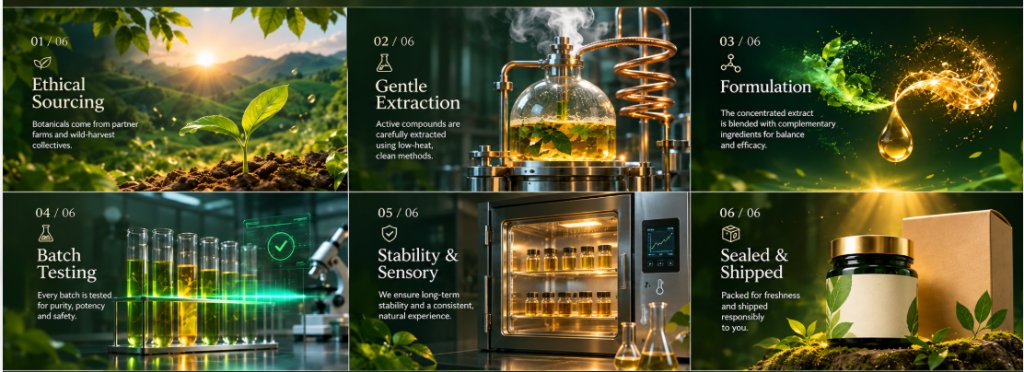 01 / 06
Ethical
Sourcing
Botanicals come from partner
farms and wild-harvest
collectives.
02 / 06
Gentle
Extraction
Active compounds are
carefully extracted
using low-heat,
clean methods.
03 / 06
Formulation
The concentrated extract
is blended with complementary
ingredients for balance
and efficacy.
04 / 06
Batch
Testing
Every batch is tested
for purity, potency
and safety.
05 / 06
Stability &
Sensory
We ensure long-term
stability and a consistent,
natural experience.
06 / 06
Sealed &
Shipped
Packed for freshness
and shipped
responsibly
to you.